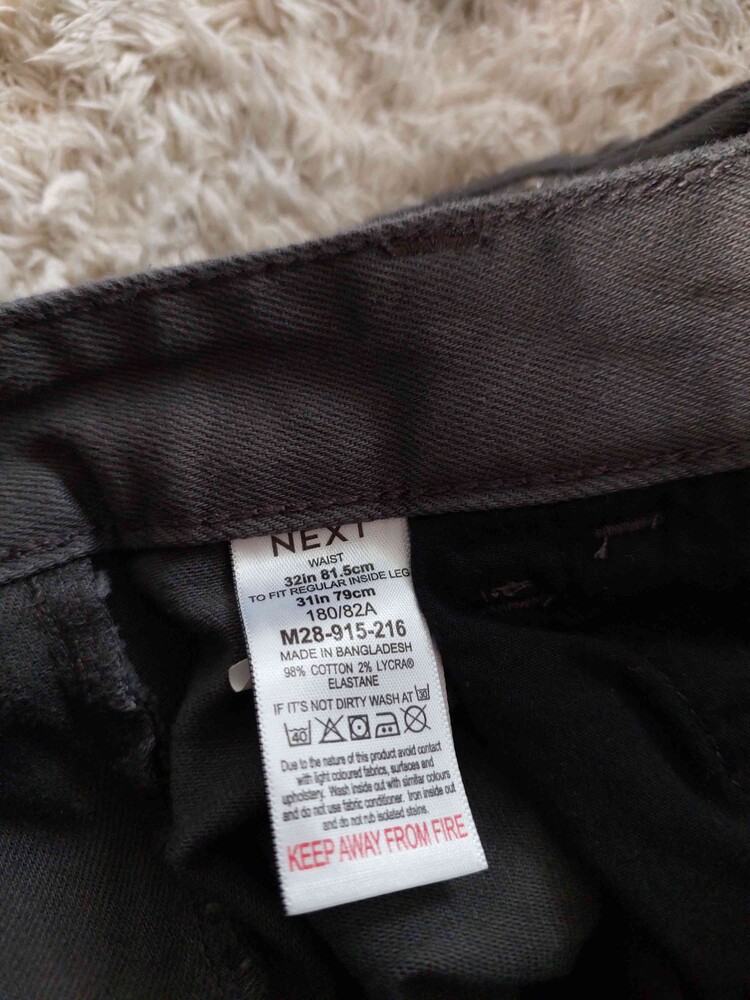 NEXT
WAIST
32in 81.5cm
TO FIT REGULAR INSIDE LEG
31in 79cm
180/82A
M28-915-216
MADE IN BANGLADESH
98% COTTON 2% LYCRA®
ELASTANE
IF IT'S NOT DIRTY WASH AT 30
40
Due to the nature of this product avoid contact
with light coloured fabrics, surfaces and
upholstery. Wash inside out with similar colours
and do not use fabric conditioner. Iron inside out
and do not rub isolated stains.
KEEP AWAY FROM FIRE